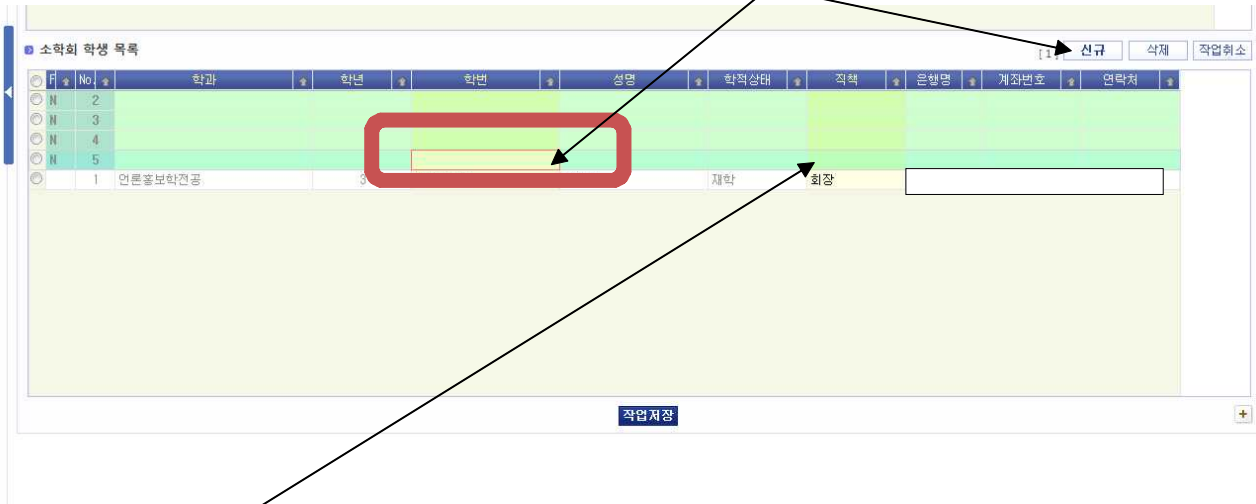 소학회 학생 목록
[1] 신규 삭제 작업취소
F No. 학과 학년 학번 성명 학적상태 직책 은행명 계좌번호 연락처
N 2
N 3
N 4
N 5
1 언론홍보학전공 3 재학 회장
작업저장